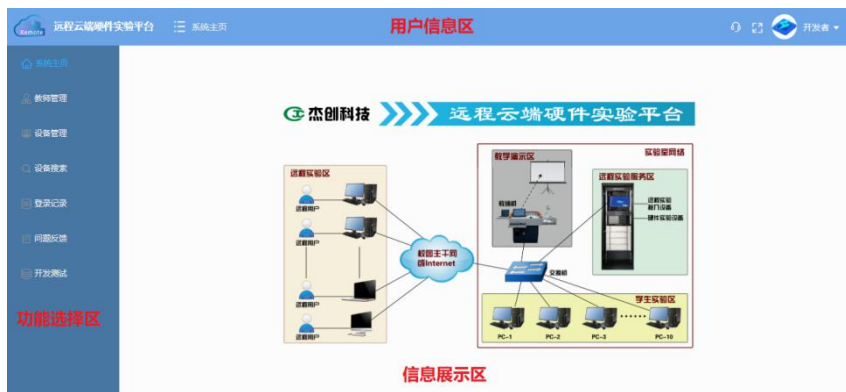 Remote
远程云端硬件实验平台
系统主页
用户信息区
开发者
系统主页
教师管理
设备管理
设备搜索
登录记录
问题反馈
开发测试
功能选择区
杰创科技
远程云端硬件实验平台
远程实验区
远程用户
远程用户
远程用户
远程用户
校园主干网
或Internet
实验室网络
教学演示区
教师机
远程实验服务区
远程实验
硬件实验设备
交换机
学生实验区
PC-1
PC-2
PC-3
PC-10
信息展示区